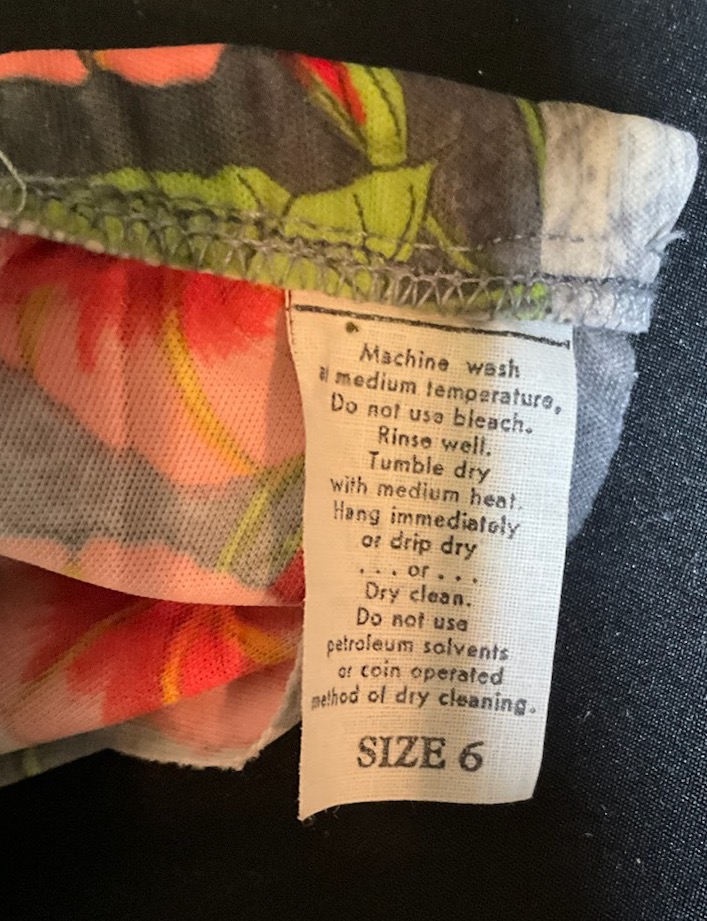 Machine wash
at medium temperature.
Do not use bleach.
Rinse well.
Tumble dry
with medium heat.
Hang immediately
or drip dry
. . . or . . .
Dry clean.
Do not use
petroleum solvents
or coin operated
method of dry cleaning.
SIZE 6